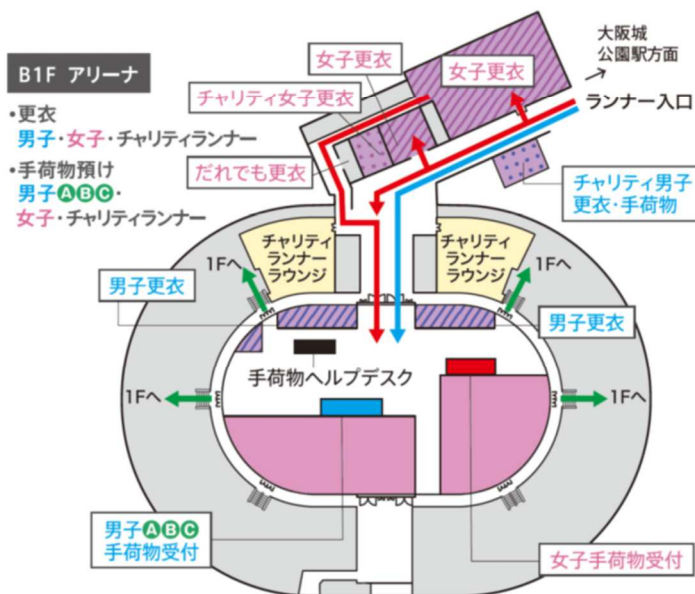 B1F アリーナ
•更衣
男子・女子・チャリティランナー
•手荷物預け
男子ABC・
女子・チャリティランナー
女子更衣
女子更衣
チャリティ女子更衣
だれでも更衣
大阪城
公園駅方面
ランナー入口
チャリティ男子
更衣・手荷物
チャリティ
ランナー
ラウンジ
チャリティ
ランナー
ラウンジ
1Fへ
1Fへ
男子更衣
男子更衣
手荷物ヘルプデスク
1Fへ
1Fへ
男子ABC
手荷物受付
女子手荷物受付